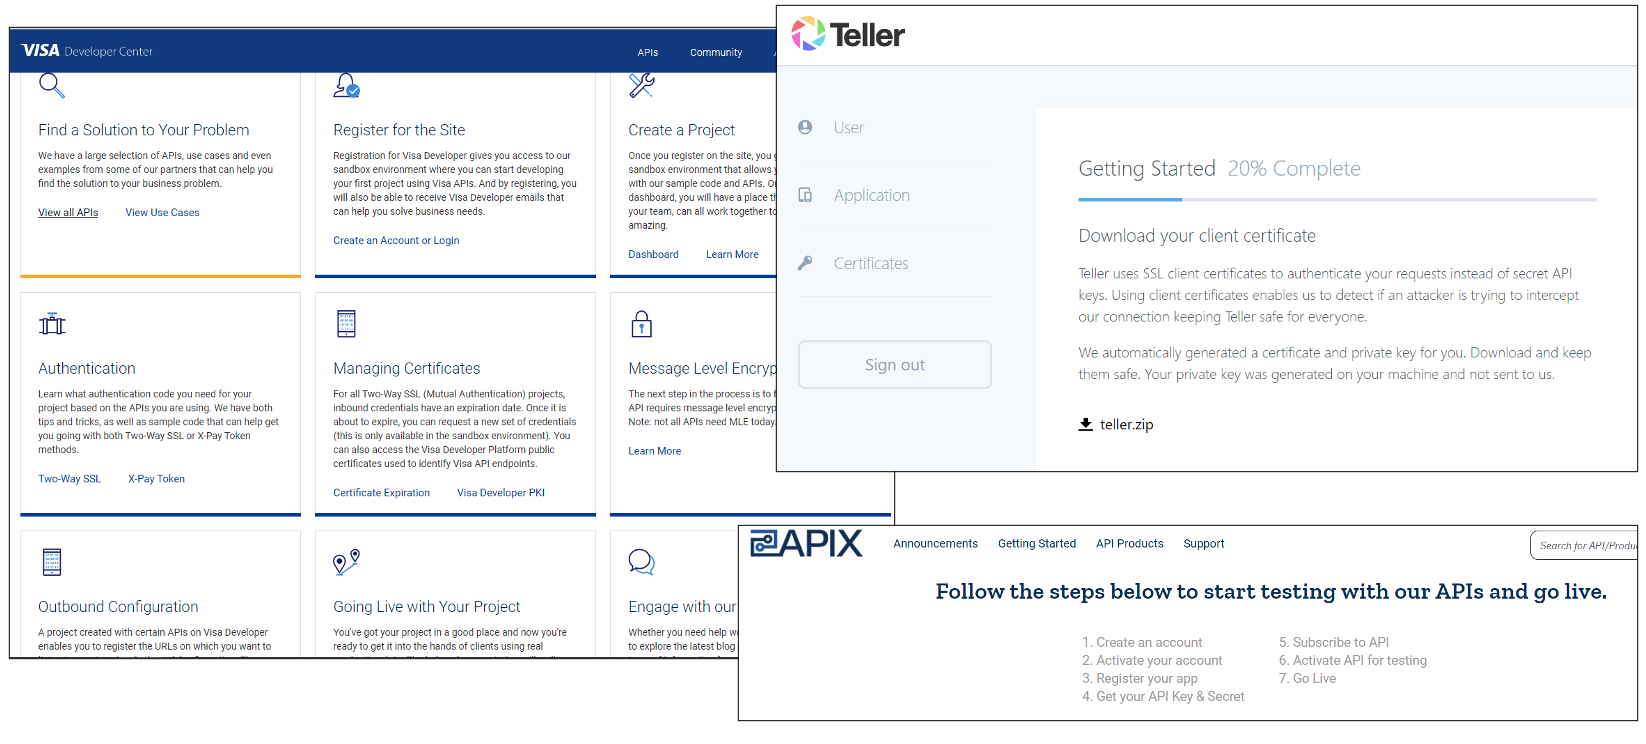 VISA Developer Center
APIs
Community
Find a Solution to Your Problem
We have a large selection of APIs, use cases and even
examples from some of our partners that can help you
find the solution to your business problem.
View all APIs
View Use Cases
Register for the Site
Registration for Visa Developer gives you access to our
sandbox environment where you can start developing
your first project using Visa APIs. And by registering, you
will also be able to receive Visa Developer emails that
can help you solve business needs.
Create an Account or Login
Create a Project
Once you register on the site, you
sandbox environment that allows
with our sample code and APIs.
dashboard, you will have a place
your team, can all work together to
amazing.
Dashboard
Learn More
Authentication
Learn what authentication code you need for your
project based on the APIs you are using. We have both
tips and tricks, as well as sample code that can help get
you going with both Two-Way SSL or X-Pay Token
methods.
Two-Way SSL
X-Pay Token
Managing Certificates
For all Two-Way SSL (Mutual Authentication) projects,
inbound credentials have an expiration date. Once it is
about to expire, you can request a new set of credentials
(this is only available in the sandbox environment). You
can also access the Visa Developer Platform public
certificates used to identify Visa API endpoints.
Certificate Expiration
Visa Developer PKI
Message Level Encryp
The next step in the process is to
API requires message level encryp
Note: not all APIs need MLE today.
Learn More
Outbound Configuration
A project created with certain APIs on Visa Developer
enables you to register the URLs on which you want to
Going Live with Your Project
You've got your project in a good place and now you're
ready to get it into the hands of clients using real
Engage with our
Whether you need help
to explore the latest blog
Teller
User
Application
Certificates
Sign out
Getting Started 20% Complete
Download your client certificate
Teller uses SSL client certificates to authenticate your requests instead of secret API
keys. Using client certificates enables us to detect if an attacker is trying to intercept
our connection keeping Teller safe for everyone.
We automatically generated a certificate and private key for you. Download and keep
them safe. Your private key was generated on your machine and not sent to us.
teller.zip
APIX
Announcements
Getting Started
API Products
Support
Search for API/Produ
Follow the steps below to start testing with our APIs and go live.
1. Create an account
2. Activate your account
3. Register your app
4. Get your API Key & Secret
5. Subscribe to API
6. Activate API for testing
7. Go Live